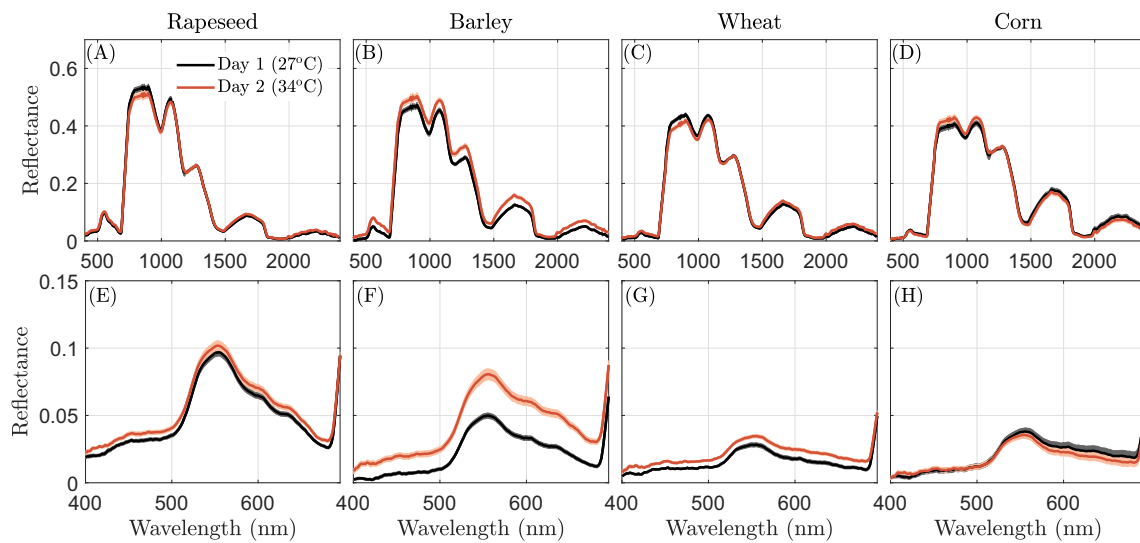 Rapeseed Barley Wheat Corn
(A) (B) (C) (D)
Day 1 (27°C)
Day 2 (34°C)
Reflectance
0.6
0.4
0.2
0
500 1000 1500 2000 500 1000 1500 2000 500 1000 1500 2000 500 1000 1500 2000
(E) (F) (G) (H)
Reflectance
0.15
0.1
0.05
0
400 500 600 400 500 600 400 500 600 400 500 600
Wavelength (nm) Wavelength (nm) Wavelength (nm) Wavelength (nm)